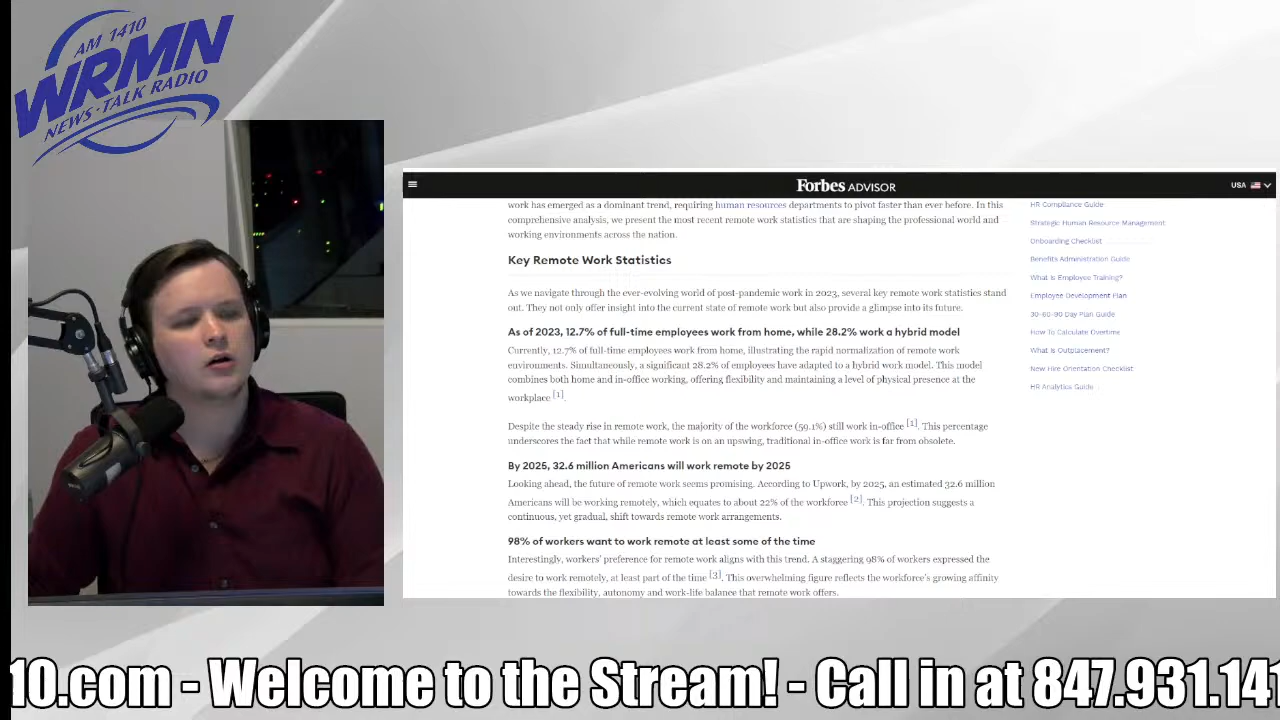 AM 1410
WRMN
NEWS·TALK RADIO
Forbes ADVISOR
USA
work has emerged as a dominant trend, requiring human resources departments to pivot faster than ever before. In this
comprehensive analysis, we present the most recent remote work statistics that are shaping the professional world and
working environments across the nation.
Key Remote Work Statistics
As we navigate through the ever-evolving world of post-pandemic work in 2023, several key remote work statistics stand
out. They not only offer insight into the current state of remote work but also provide a glimpse into its future.
As of 2023, 12.7% of full-time employees work from home, while 28.2% work a hybrid model
Currently, 12.7% of full-time employees work from home, illustrating the rapid normalization of remote work
environments. Simultaneously, a significant 28.2% of employees have adapted to a hybrid work model. This model
combines both home and in-office working, offering flexibility and maintaining a level of physical presence at the
workplace [1].
Despite the steady rise in remote work, the majority of the workforce (59.1%) still work in-office [1]. This percentage
underscores the fact that while remote work is on an upswing, traditional in-office work is far from obsolete.
By 2025, 32.6 million Americans will work remote by 2025
Looking ahead, the future of remote work seems promising. According to Upwork, by 2025, an estimated 32.6 million
Americans will be working remotely, which equates to about 22% of the workforce [2]. This projection suggests a
continuous, yet gradual, shift towards remote work arrangements.
98% of workers want to work remote at least some of the time
Interestingly, workers' preference for remote work aligns with this trend. A staggering 98% of workers expressed the
desire to work remotely, at least part of the time [3]. This overwhelming figure reflects the workforce's growing affinity
towards the flexibility, autonomy and work-life balance that remote work offers.
HR Compliance Guide
Strategic Human Resource Management
Onboarding Checklist
Benefits Administration Guide
What Is Employee Training?
Employee Development Plan
30-60-90 Day Plan Guide
How To Calculate Overtime
What Is Outplacement?
New Hire Orientation Checklist
HR Analytics Guide
10.com - Welcome to the Stream! - Call in at 847.931.141